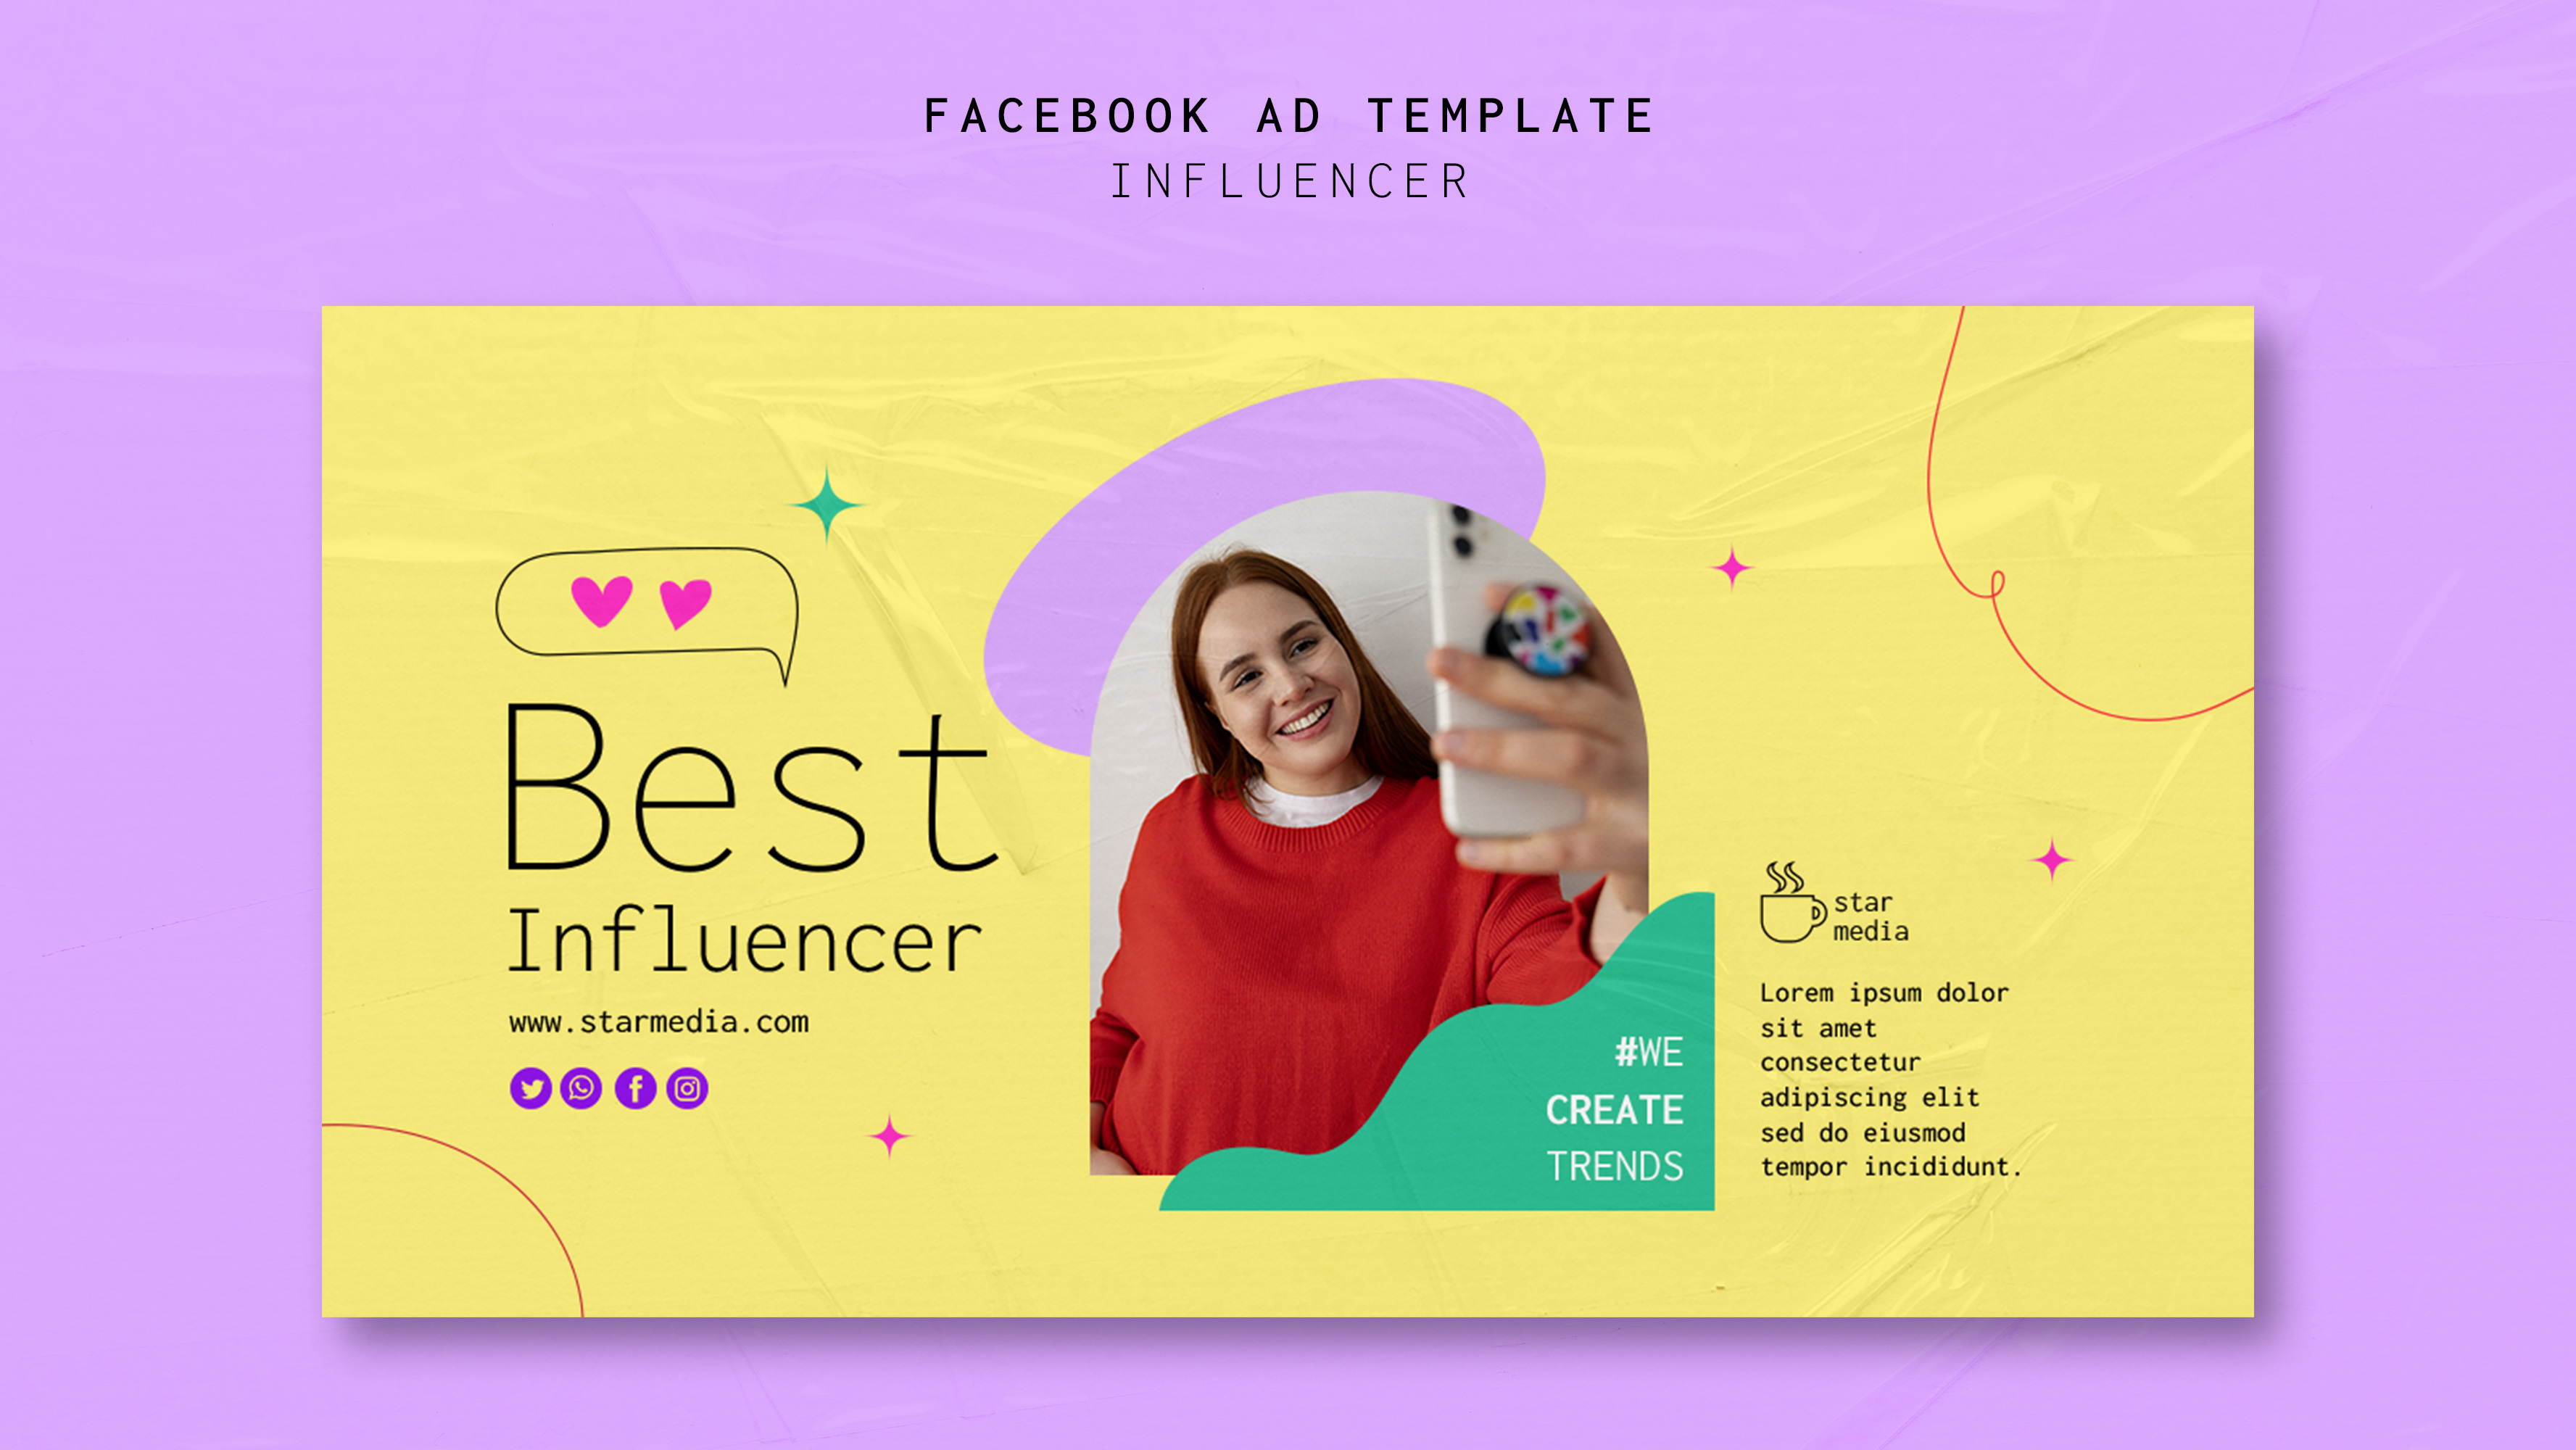 FACEBOOK AD TEMPLATE
INFLUENCER
Best
Influencer
www.starmedia.com
#WE
CREATE
TRENDS
star
media
Lorem ipsum dolor
sit amet
consectetur
adipiscing elit
sed do eiusmod
tempor incididunt.